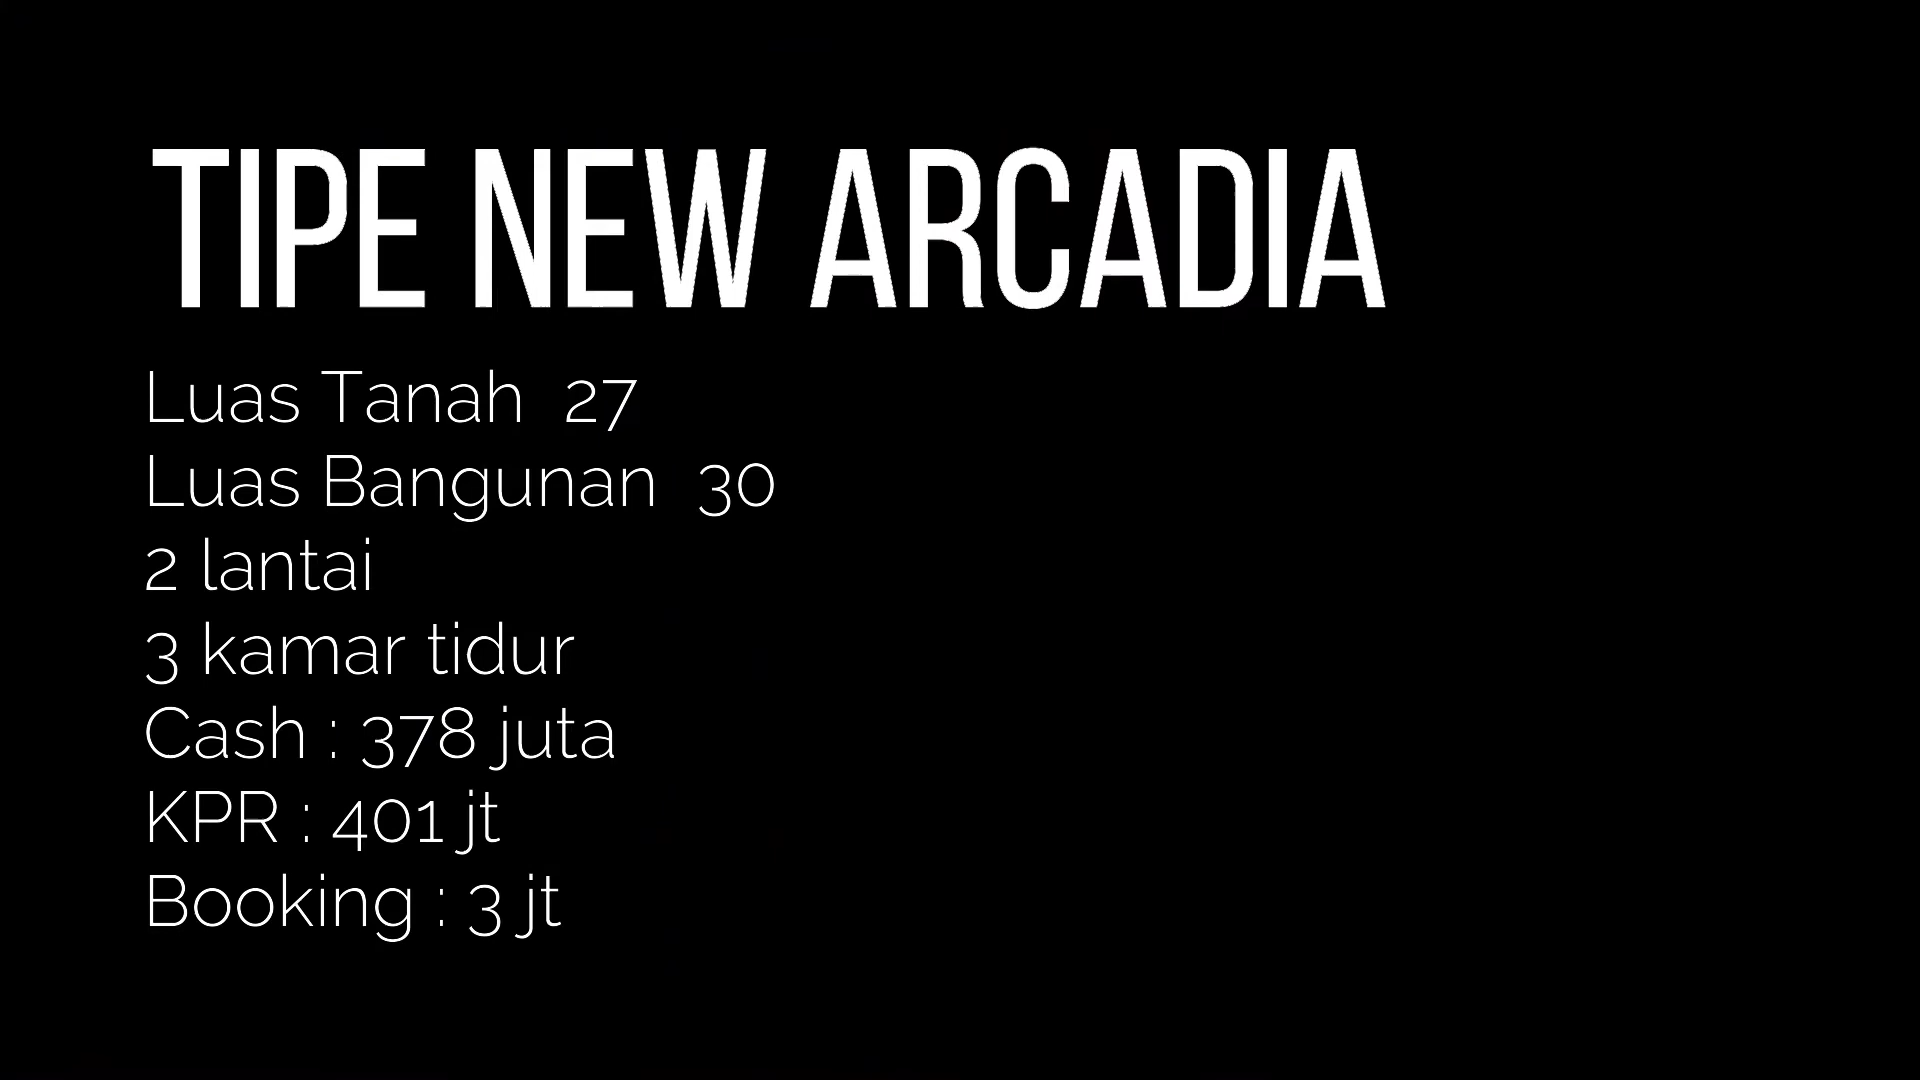 TIPE NEW ARCADIA
Luas Tanah 27
Luas Bangunan 30
2 lantai
3 kamar tidur
Cash : 378 juta
KPR : 401 jt
Booking : 3 jt